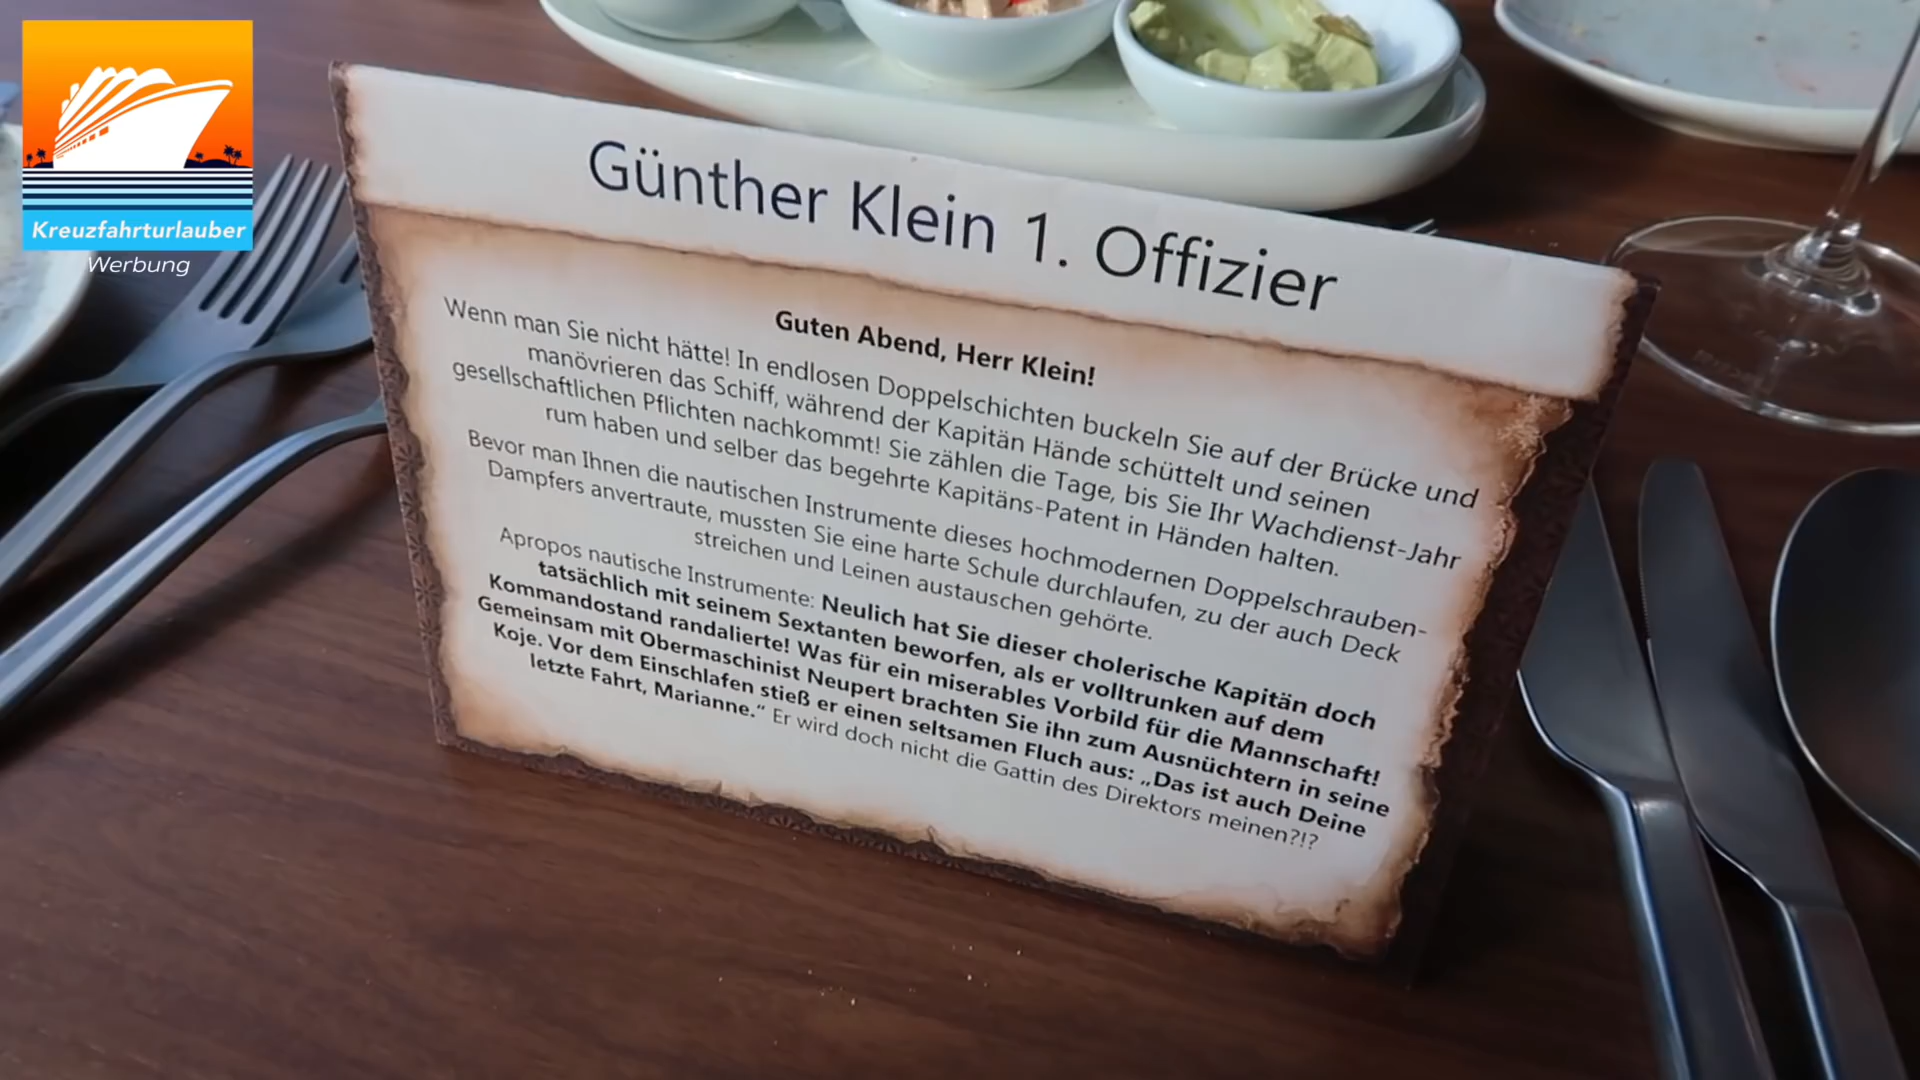 Kreuzfahrturlauber
Werbung
Günther Klein 1. Offizier
Guten Abend, Herr Klein!
Wenn man Sie nicht hätte! In endlosen Doppelschichten buckeln Sie auf der Brücke und
manövrieren das Schiff, während der Kapitän Hände schüttelt und seinen
gesellschaftlichen Pflichten nachkommt! Sie zählen die Tage, bis Sie Ihr Wachdienst-Jahr
rum haben und selber das begehrte Kapitäns-Patent in Händen halten.
Bevor man Ihnen die nautischen Instrumente dieses hochmodernen Doppelschrauben-
Dampfers anvertraute, mussten Sie eine harte Schule durchlaufen, zu der auch Deck
streichen und Leinen austauschen gehörte.
Apropos nautische Instrumente: Neulich hat Sie dieser cholerische Kapitän doch
tatsächlich mit seinem Sextanten beworfen, als er volltrunken auf dem
Kommandostand randalierte! Was für ein miserables Vorbild für die Mannschaft!
Gemeinsam mit Obermaschinist Neupert brachten Sie ihn zum Ausnüchtern in seine
Koje. Vor dem Einschlafen stieß er einen seltsamen Fluch aus: „Das ist auch Deine
letzte Fahrt, Marianne.“ Er wird doch nicht die Gattin des Direktors meinen?!?